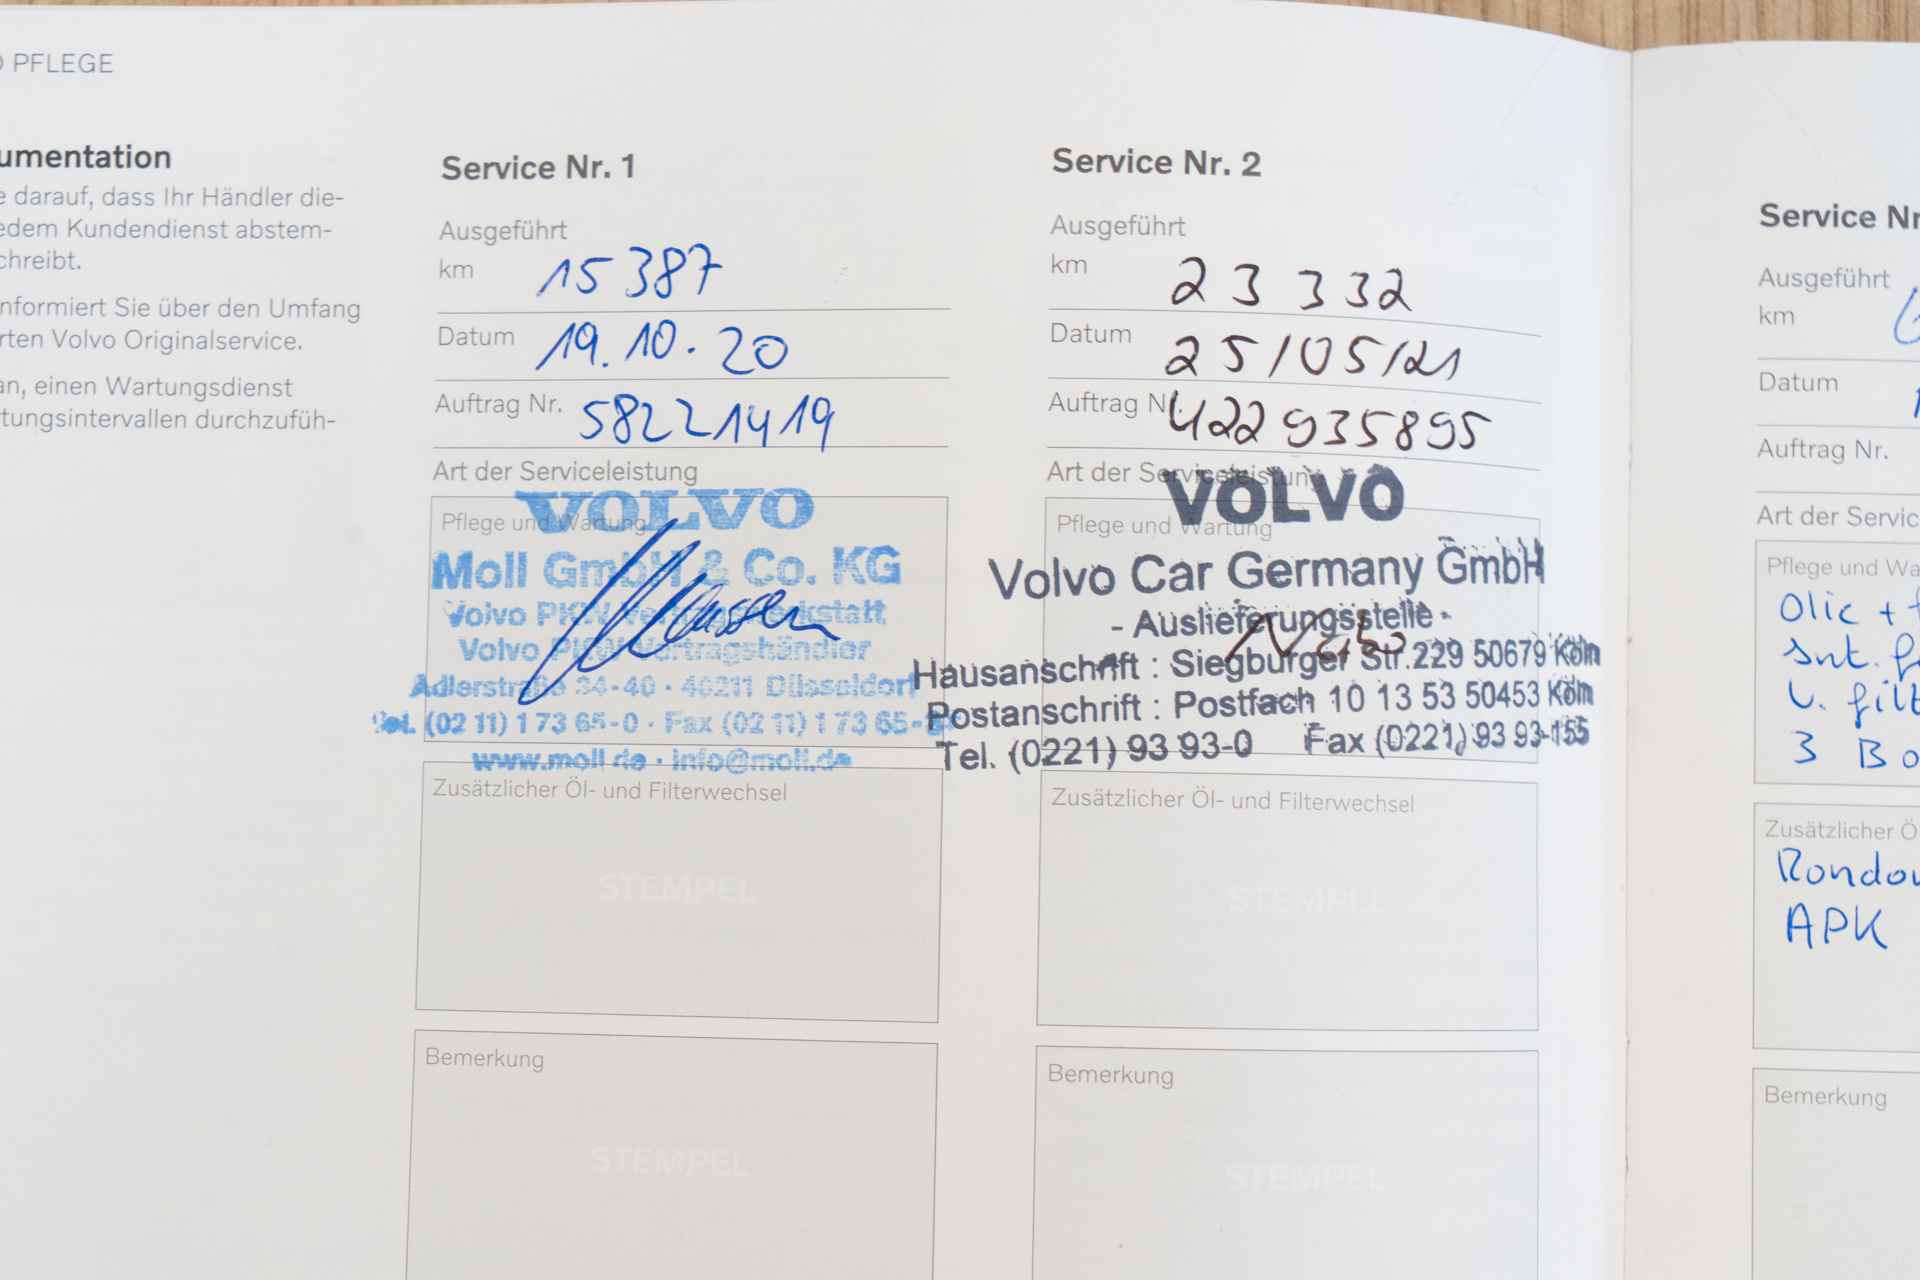 PFLEGE
umentation
e darauf, dass Ihr Händler die-
edem Kundendienst abstem-
chreibt.
nformiert Sie über den Umfang
rten Volvo Originalservice.
an, einen Wartungsdienst
tungsintervallen durchzufüh-
Service Nr. 1
Ausgeführt
km 15 387
Datum 19.10.20
Auftrag Nr. 58221419
Art der Serviceleistung
Pflege und Wartung
VOLVO
Moll GmbH & Co. KG
Volvo PKW Vertragswerkstatt
Volvo PKW Vertragshändler
Adlerstraße 34-40 · 40211 Düsseldorf
Tel. (02 11) 1 73 65-0 · Fax (02 11) 1 73 65-
www.moll.de · info@moll.de
Zusätzlicher Öl- und Filterwechsel
STEMPEL
Bemerkung
STEMPEL
Service Nr. 2
Ausgeführt
km 23 332
Datum 25/05/21
Auftrag Nr. 422935895
Art der Serviceleistung
Pflege und Wartung
VOLVO
Volvo Car Germany GmbH
- Auslieferungsstelle -
Hausanschrift : Siegburger Str.229 50679 Köln
Postanschrift : Postfach 10 13 53 50453 Köln
Tel. (0221) 93 93-0 Fax (0221) 93 93-155
Zusätzlicher Öl- und Filterwechsel
STEMPEL
Bemerkung
STEMPEL
Service Nr
Ausgeführt
km
Datum
Auftrag Nr.
Art der Servic
Pflege und Wa
Olie + f
Int. f
v. filt
3 Bo
Zusätzlicher Ö
Rondo
APK
Bemerkung